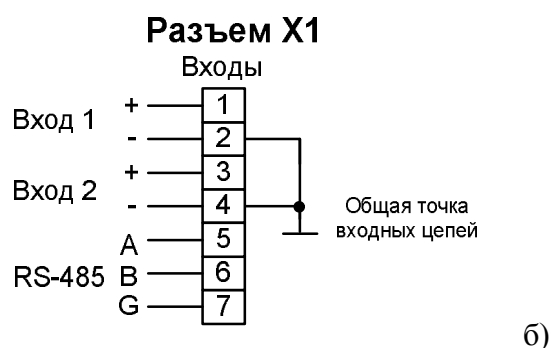 Разъем X1
Входы
Вход 1 + 1
- 2
Вход 2 + 3
- 4
Общая точка
входных цепей
RS-485 A 5
B 6
G 7
б)